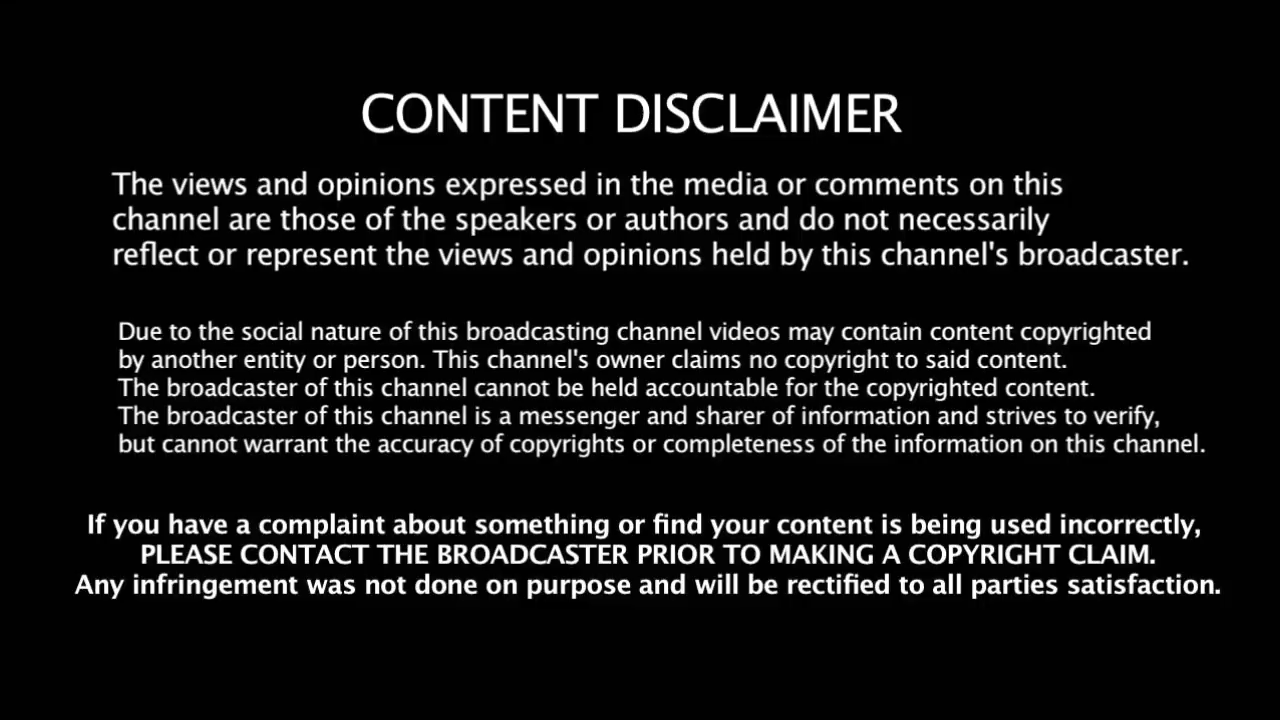 CONTENT DISCLAIMER
The views and opinions expressed in the media or comments on this
channel are those of the speakers or authors and do not necessarily
reflect or represent the views and opinions held by this channel's broadcaster.
Due to the social nature of this broadcasting channel videos may contain content copyrighted
by another entity or person. This channel's owner claims no copyright to said content.
The broadcaster of this channel cannot be held accountable for the copyrighted content.
The broadcaster of this channel is a messenger and sharer of information and strives to verify,
but cannot warrant the accuracy of copyrights or completeness of the information on this channel.
If you have a complaint about something or find your content is being used incorrectly,
PLEASE CONTACT THE BROADCASTER PRIOR TO MAKING A COPYRIGHT CLAIM.
Any infringement was not done on purpose and will be rectified to all parties satisfaction.